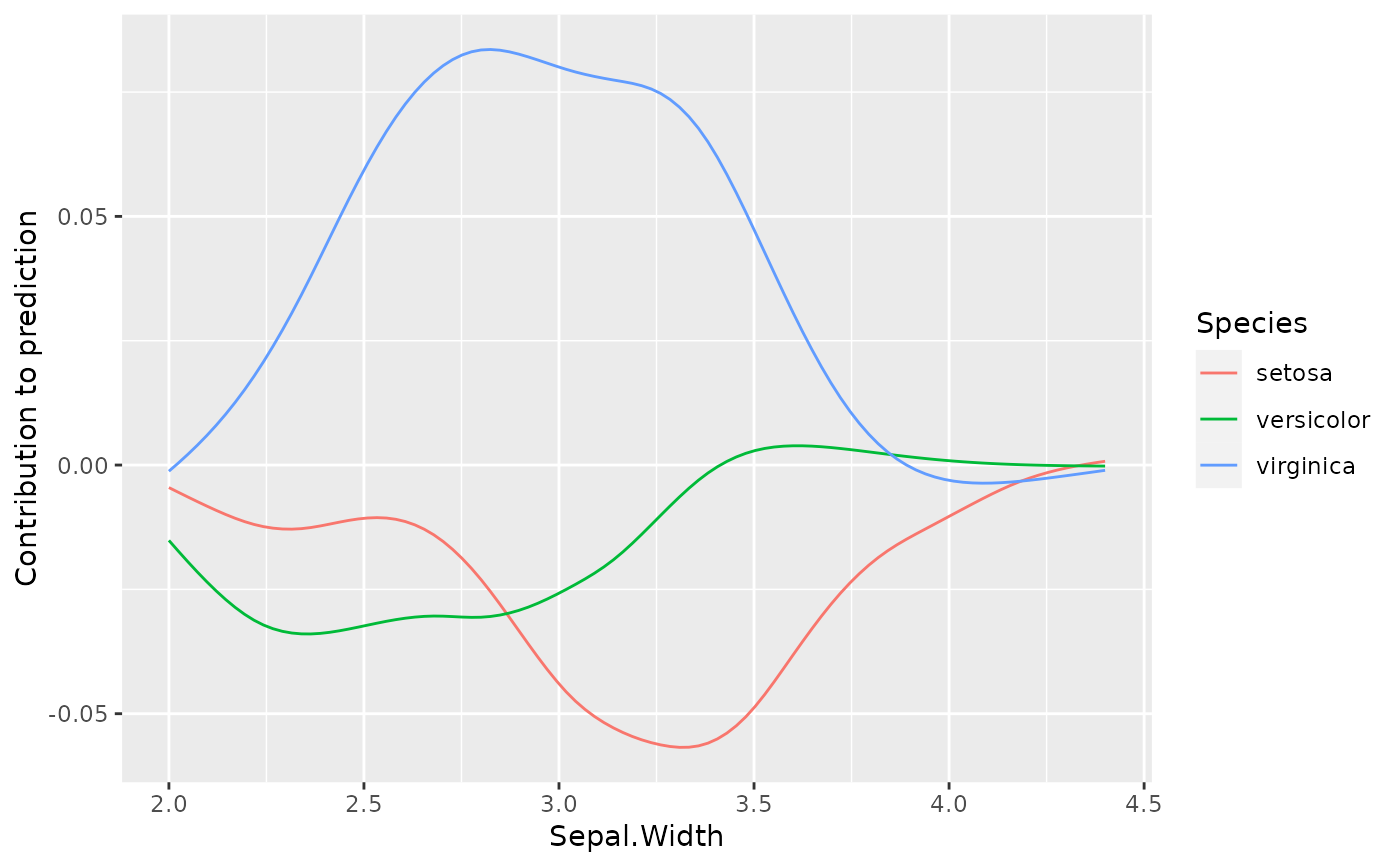 Contribution to prediction
0.05
0.00
-0.05
2.0 2.5 3.0 3.5 4.0 4.5
Sepal.Width
Species
setosa
versicolor
virginica